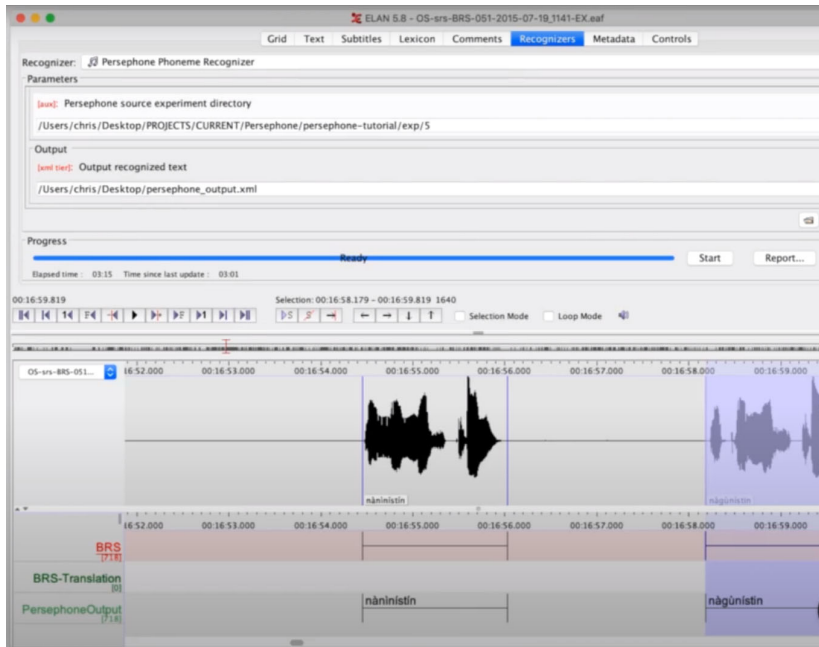 ELAN 5.8 - OS-srs-BRS-051-2015-07-19_1141-EX.eaf
Grid Text Subtitles Lexicon Comments Recognizers Metadata Controls
Recognizer: Persephone Phoneme Recognizer
Parameters
[aux]: Persephone source experiment directory
/Users/chris/Desktop/PROJECTS/CURRENT/Persephone/persephone-tutorial/exp/5
Output
[xml tier]: Output recognized text
/Users/chris/Desktop/persephone_output.xml
Progress
Ready
Start Report...
Elapsed time : 03:15 Time since last update : 03:01
00:16:59.819 Selection: 00:16:58.179 - 00:16:59.819 1640
Selection Mode Loop Mode
OS-srs-BRS-051... 16:52.000 00:16:53.000 00:16:54.000 00:16:55.000 00:16:56.000 00:16:57.000 00:16:58.000 00:16:59.000
nàninístín nàgùnístin
16:52.000 00:16:53.000 00:16:54.000 00:16:55.000 00:16:56.000 00:16:57.000 00:16:58.000 00:16:59.000
BRS
[718]
BRS-Translation
[0]
nàninístín nàgùnístin
PersephoneOutput
[718]